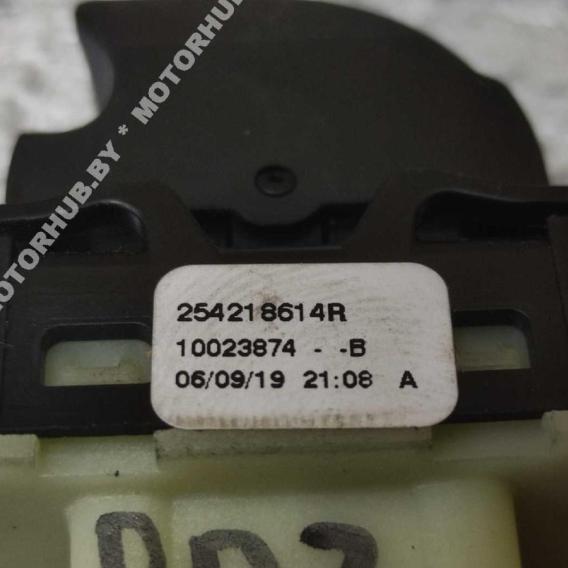 MOTORHUB.BY * MOTORHUB
254218614R
10023874 - -B
06/09/19 21:08 A